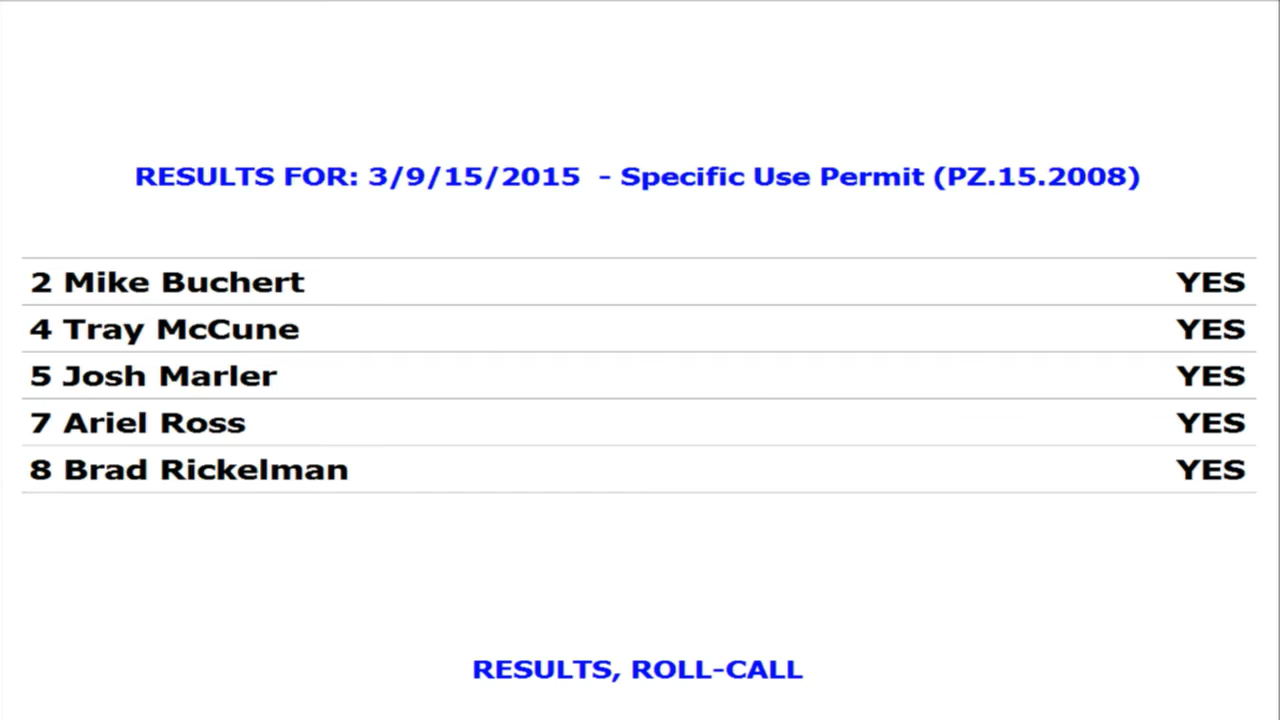 RESULTS FOR: 3/9/15/2015 - Specific Use Permit (PZ.15.2008)
2 Mike Buchert YES
4 Tray McCune YES
5 Josh Marler YES
7 Ariel Ross YES
8 Brad Rickelman YES
RESULTS, ROLL-CALL